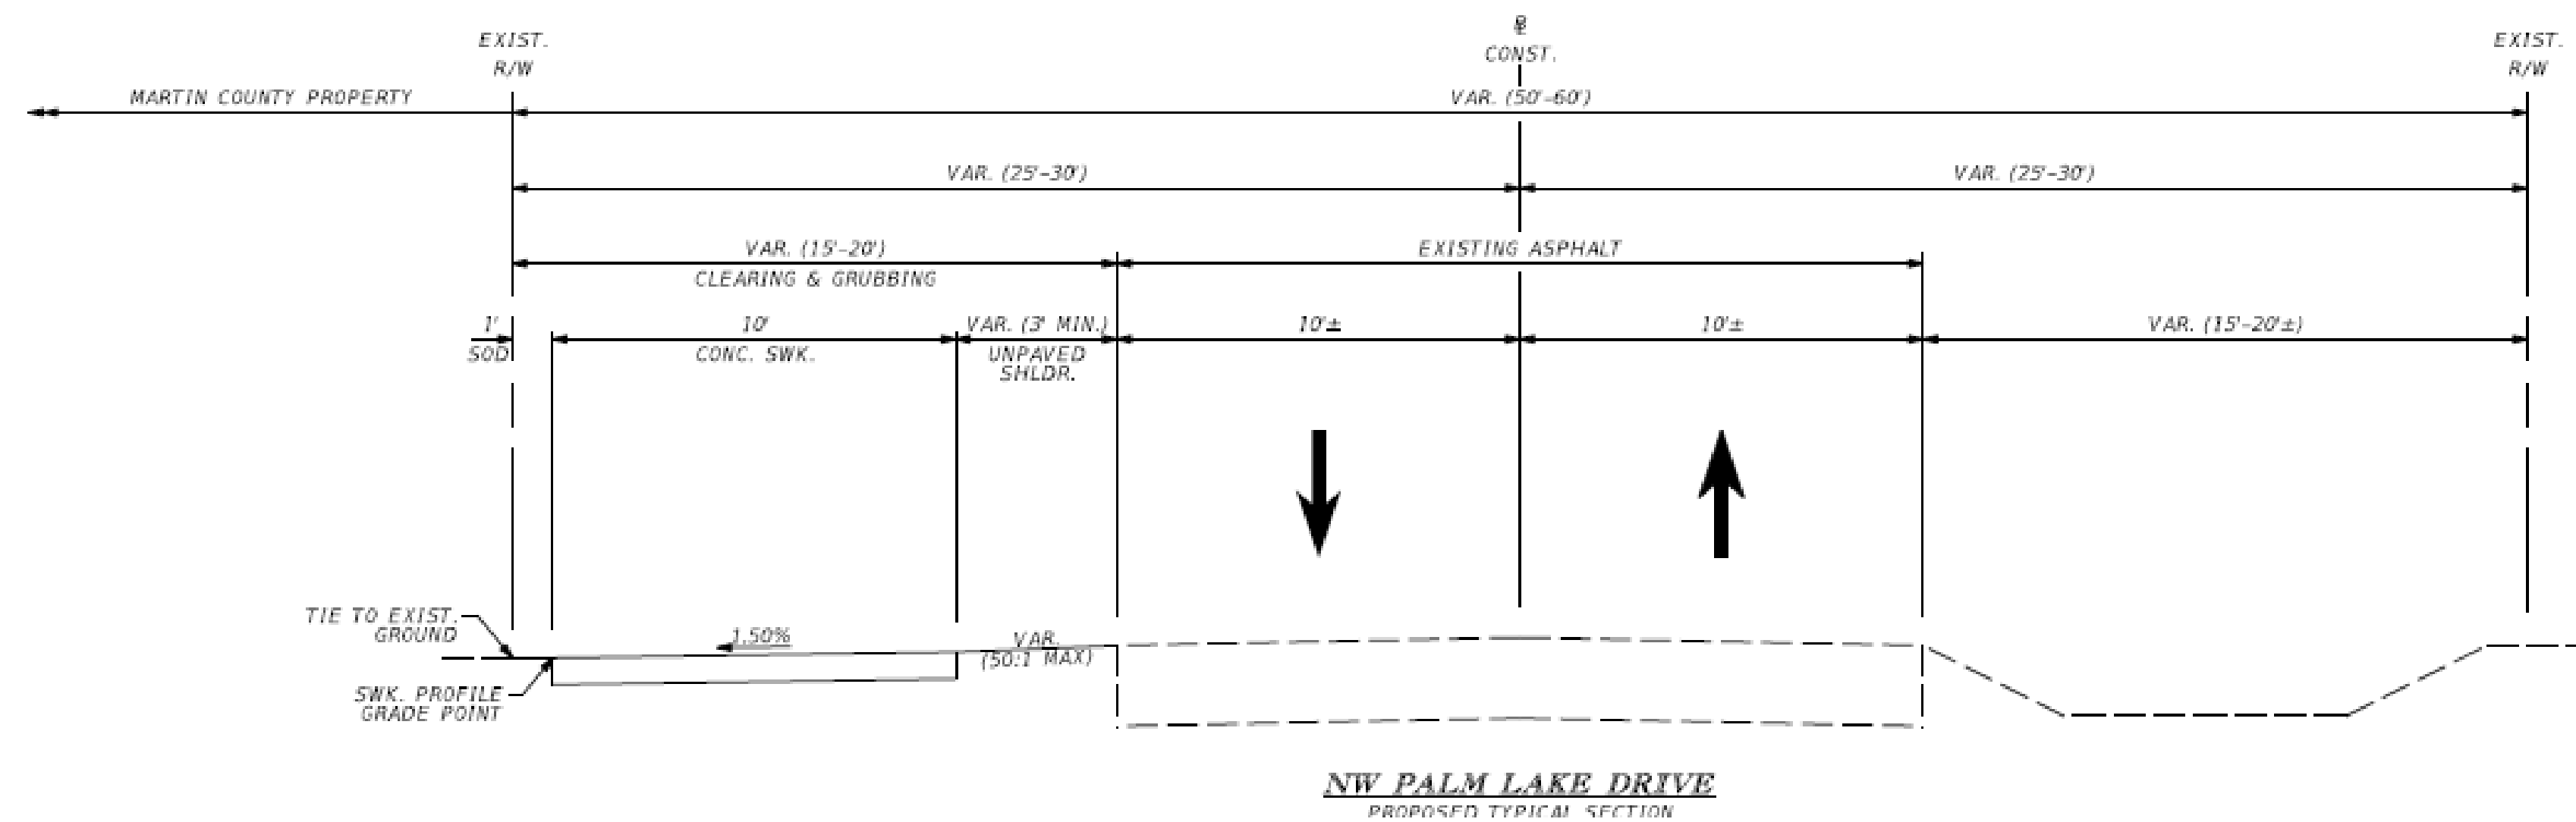 ℄
EXIST.
R/W
CONST.
EXIST.
R/W
MARTIN COUNTY PROPERTY
VAR. (50'-60')
VAR. (25'-30')
VAR. (25'-30')
VAR. (15'-20')
CLEARING & GRUBBING
EXISTING ASPHALT
1'
SOD
10'
CONC. SWK.
VAR. (3' MIN.)
UNPAVED
SHLDR.
10'±
10'±
VAR. (15'-20'±)
TIE TO EXIST.
GROUND
1.50%
VAR.
(50:1 MAX)
SWK. PROFILE
GRADE POINT
NW PALM LAKE DRIVE
PROPOSED TYPICAL SECTION